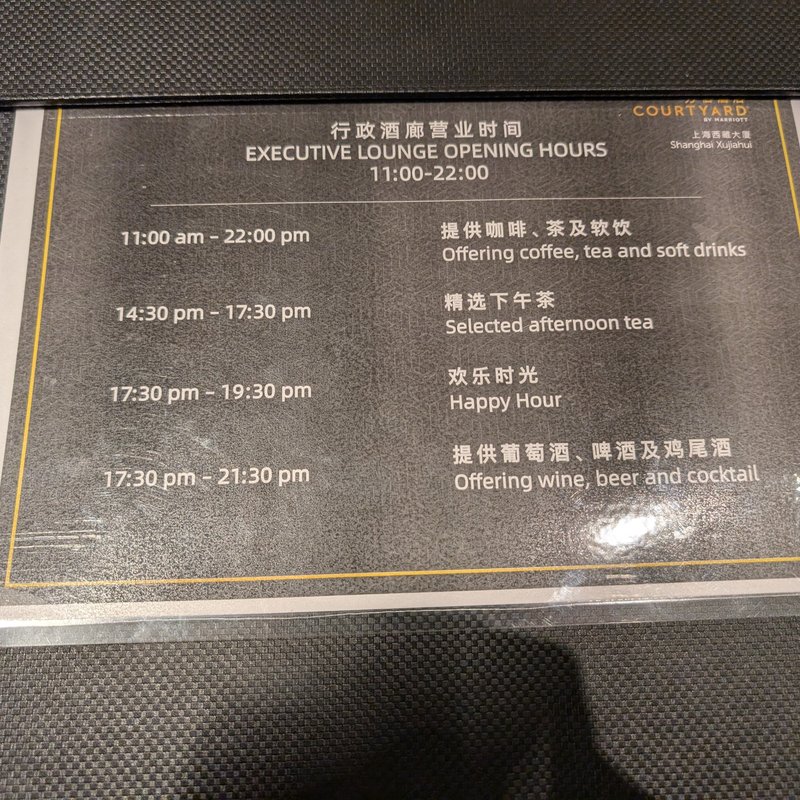 COURTYARD
BY MARRIOTT
上海西藏大厦
Shanghai Xujiahui
行政酒廊营业时间
EXECUTIVE LOUNGE OPENING HOURS
11:00-22:00
11:00 am – 22:00 pm
提供咖啡、茶及软饮
Offering coffee, tea and soft drinks
14:30 pm – 17:30 pm
精选下午茶
Selected afternoon tea
17:30 pm – 19:30 pm
欢乐时光
Happy Hour
17:30 pm – 21:30 pm
提供葡萄酒、啤酒及鸡尾酒
Offering wine, beer and cocktail